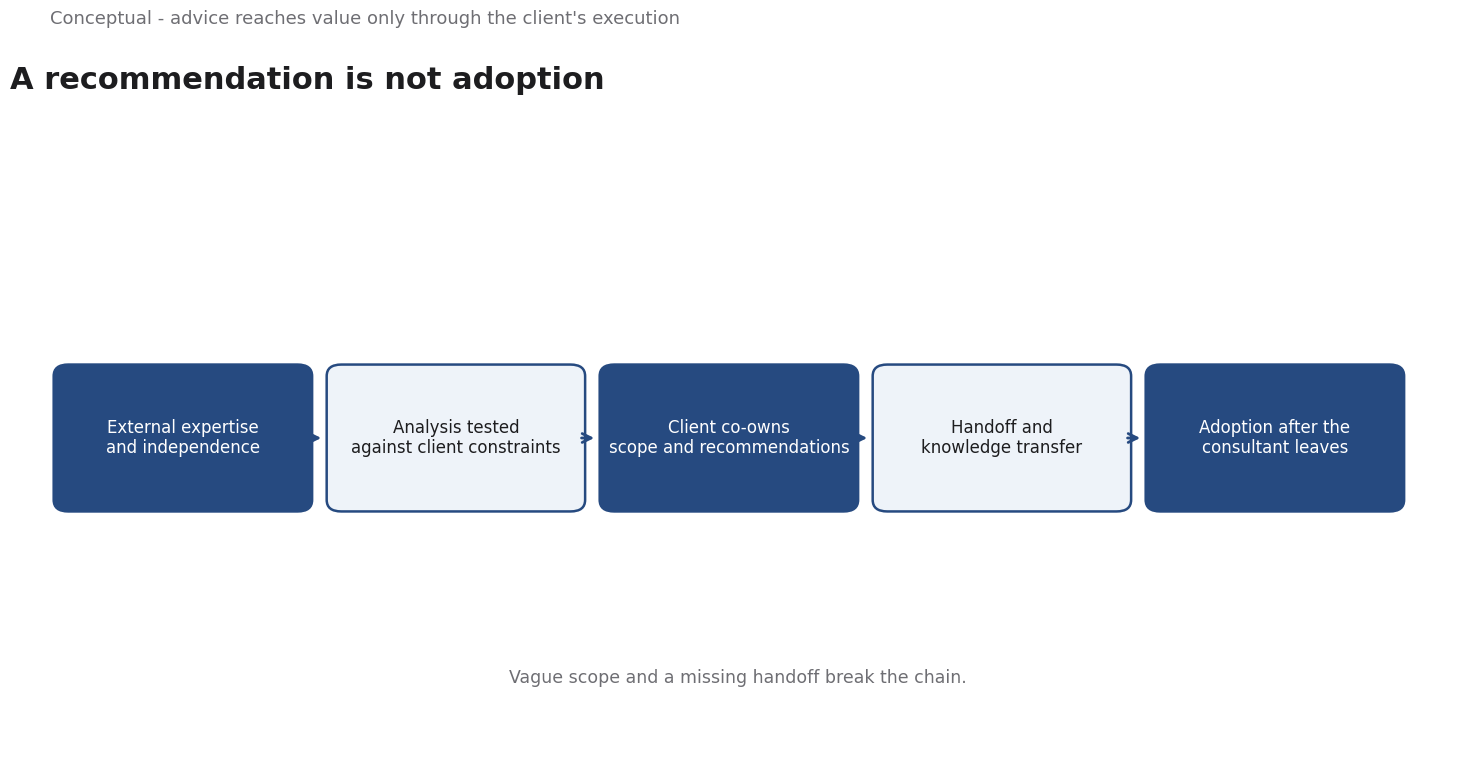 Conceptual - advice reaches value only through the client's execution
A recommendation is not adoption
External expertise
and independence
Analysis tested
against client constraints
Client co-owns
scope and recommendations
Handoff and
knowledge transfer
Adoption after the
consultant leaves
Vague scope and a missing handoff break the chain.